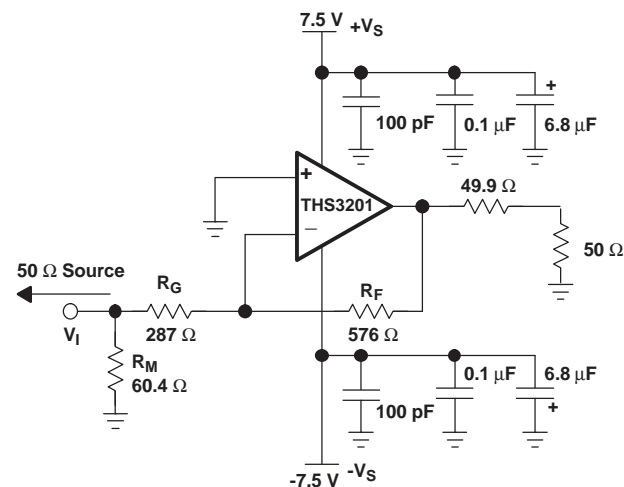 7.5 V
+VS
+
100 pF
0.1 μF
6.8 μF
+
THS3201
−
49.9 Ω
50 Ω
50 Ω Source
RG
RF
VI
287 Ω
576 Ω
RM
60.4 Ω
0.1 μF
6.8 μF
100 pF
+
-7.5 V
-VS